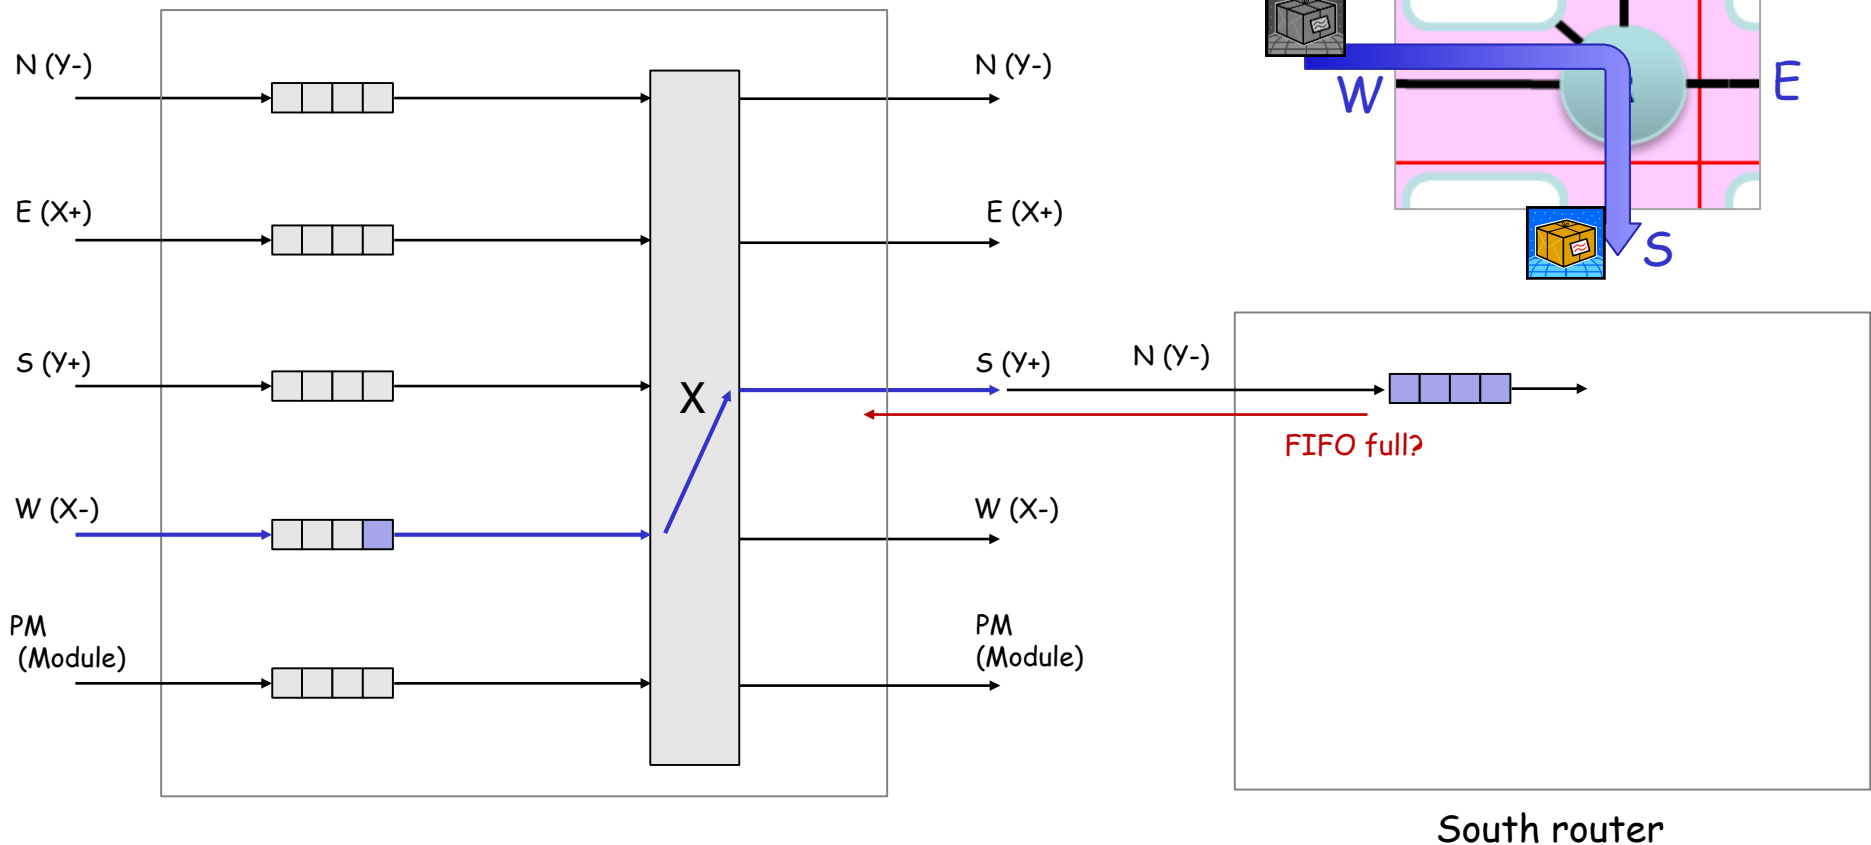 N (Y-)
E (X+)
S (Y+)
W (X-)
PM
(Module)
X
N (Y-)
E (X+)
S (Y+)
W (X-)
PM
(Module)
N (Y-)
FIFO full?
W
E
S
South router